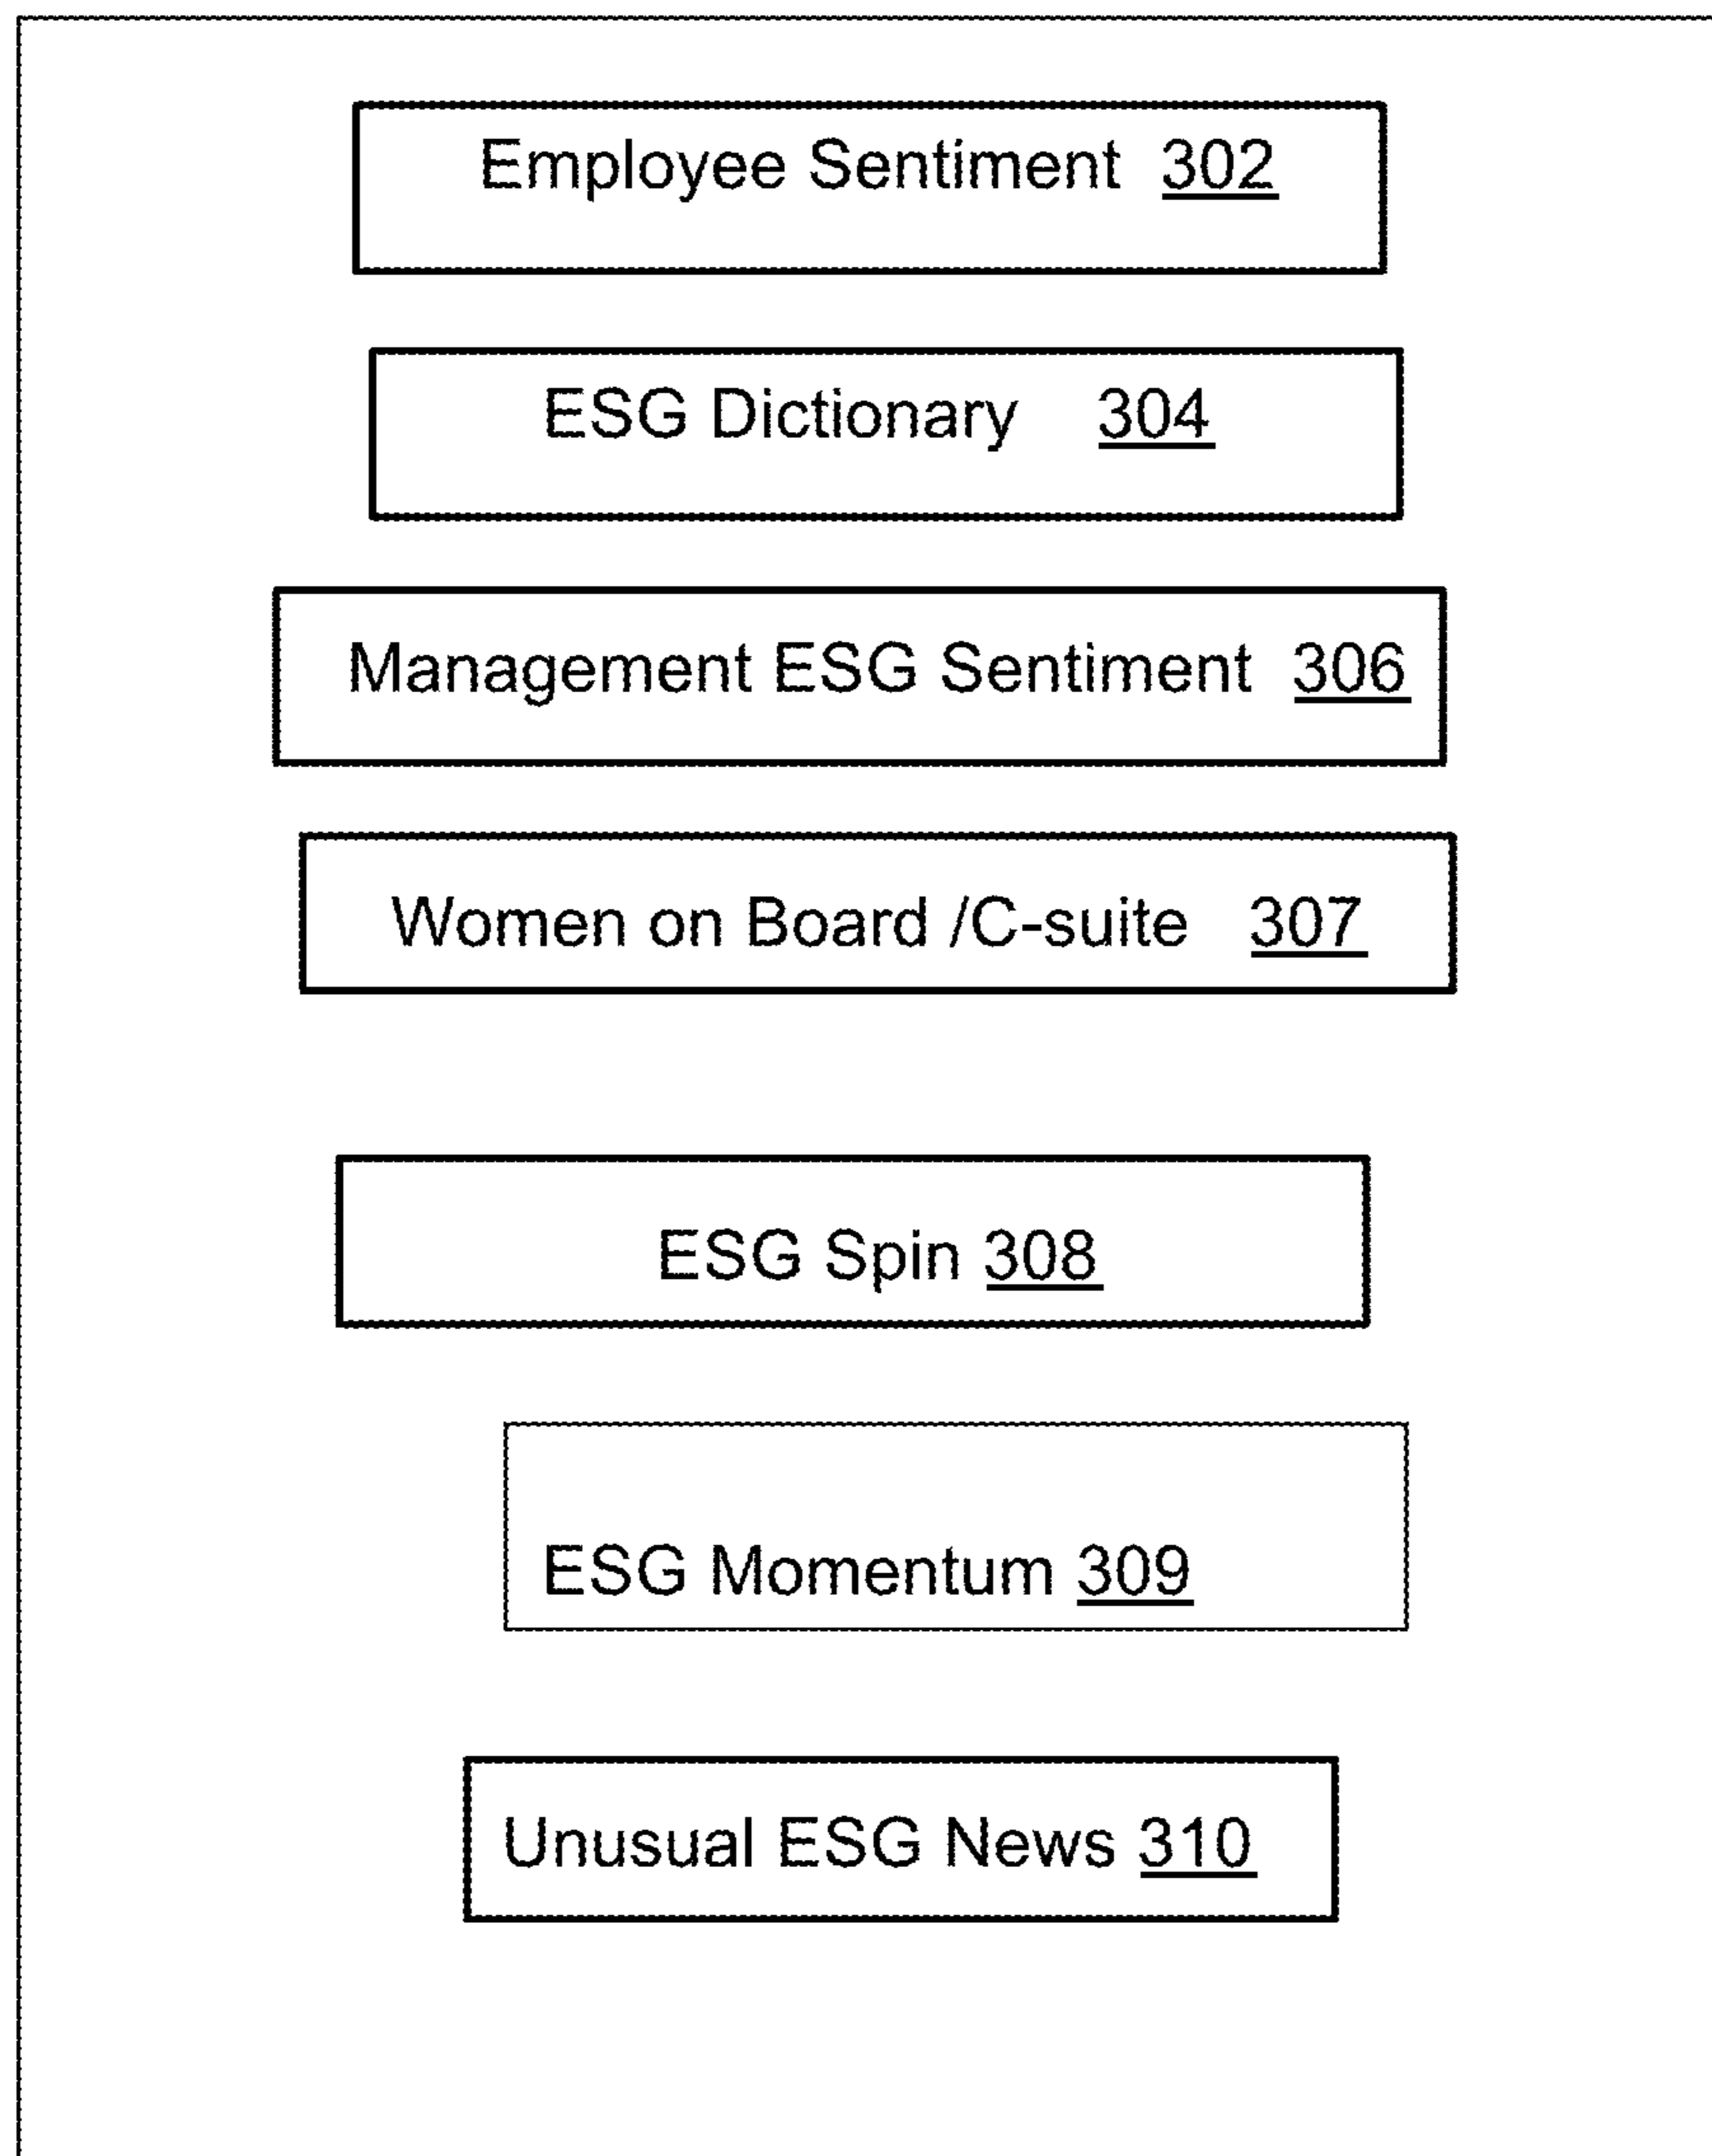 Employee Sentiment 302
ESG Dictionary 304
Management ESG Sentiment 306
Women on Board /C-suite 307
ESG Spin 308
ESG Momentum 309
Unusual ESG News 310